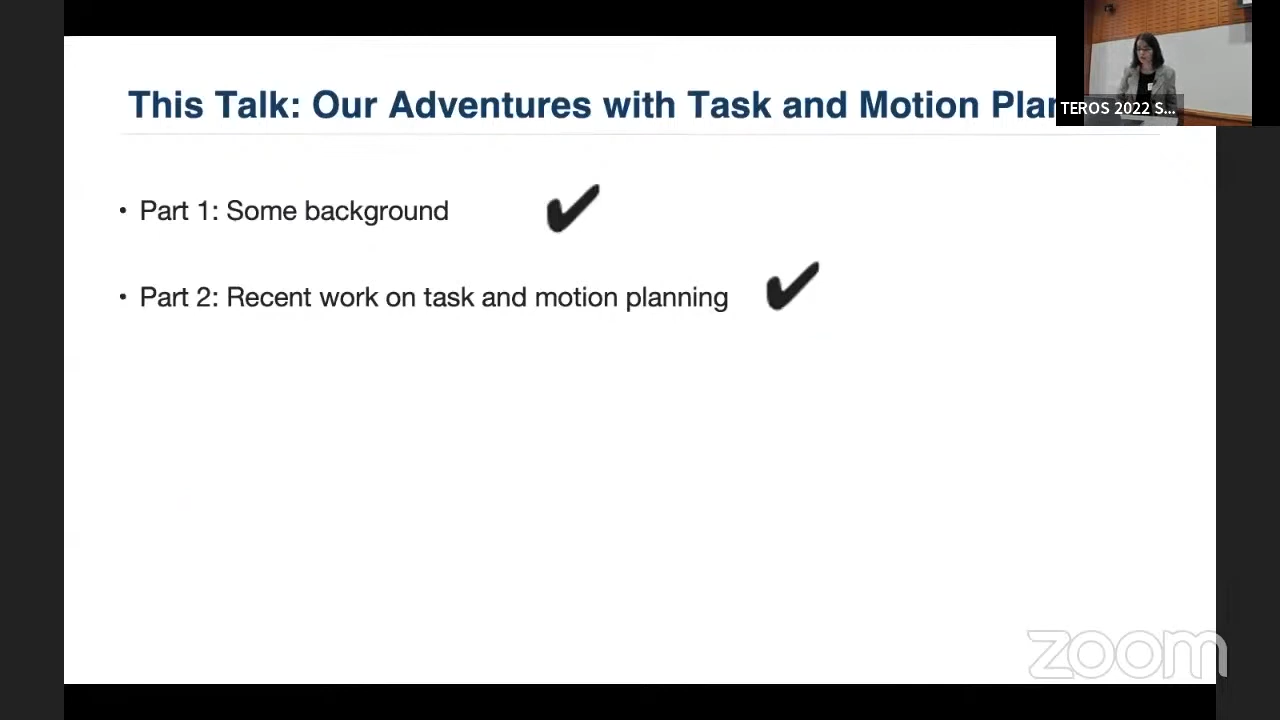 This Talk: Our Adventures with Task and Motion Plan
TEROS 2022 S...
• Part 1: Some background
• Part 2: Recent work on task and motion planning
zoom